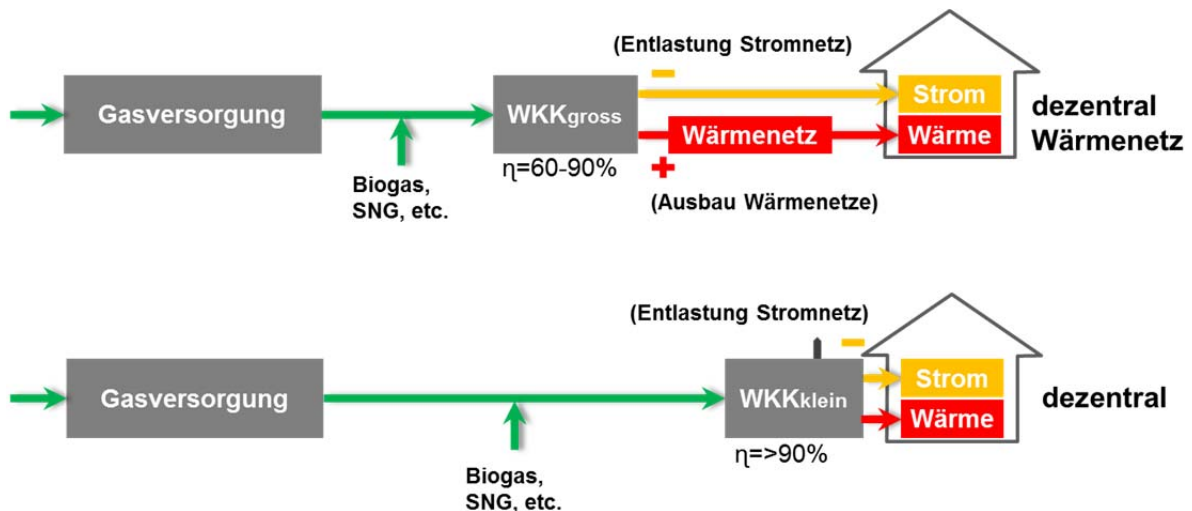 (Entlastung Stromnetz)
Gasversorgung
WKKgross
Strom
Wärmenetz
Wärme
dezentral
Wärmenetz
η=60-90%
Biogas,
SNG, etc.
(Ausbau Wärmenetze)
(Entlastung Stromnetz)
Gasversorgung
WKKklein
Strom
Wärme
dezentral
η=>90%
Biogas,
SNG, etc.